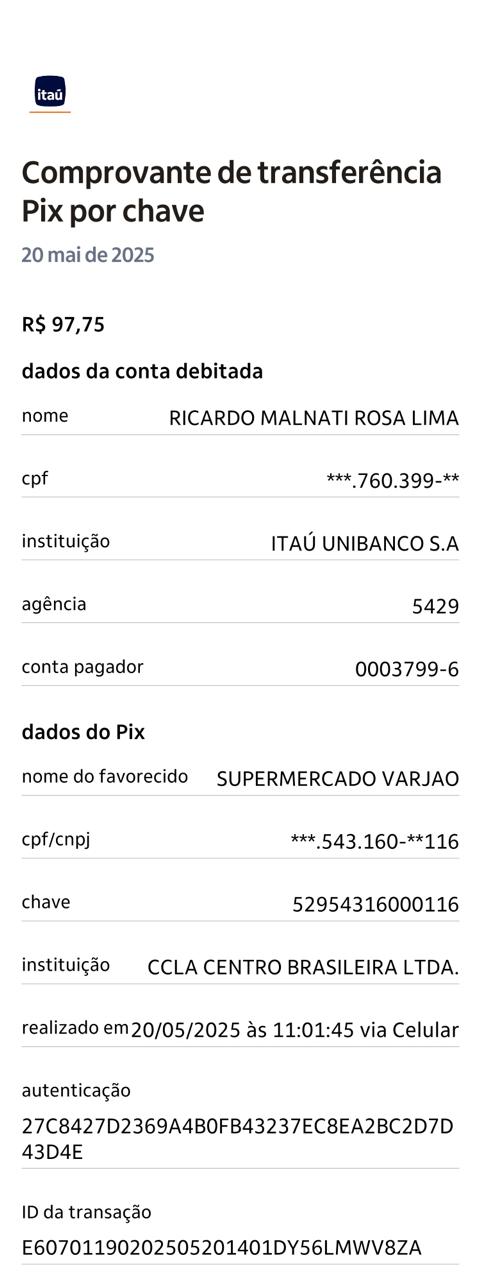 itaú
Comprovante de transferência
Pix por chave
20 mai de 2025
R$ 97,75
dados da conta debitada
nome RICARDO MALNATI ROSA LIMA
cpf ***.760.399-**
instituição ITAÚ UNIBANCO S.A
agência 5429
conta pagador 0003799-6
dados do Pix
nome do favorecido SUPERMERCADO VARJAO
cpf/cnpj ***.543.160-**116
chave 52954316000116
instituição CCLA CENTRO BRASILEIRA LTDA.
realizado em 20/05/2025 às 11:01:45 via Celular
autenticação
27C8427D2369A4B0FB43237EC8EA2BC2D7D
43D4E
ID da transação
E60701190202505201401DY56LMWV8ZA